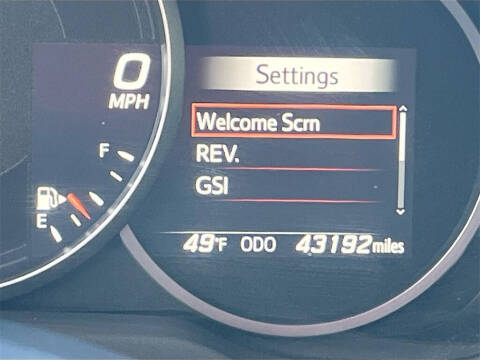 0
MPH
F
E
Settings
Welcome Scrn
REV.
GSI
49°F ODO 43192 miles